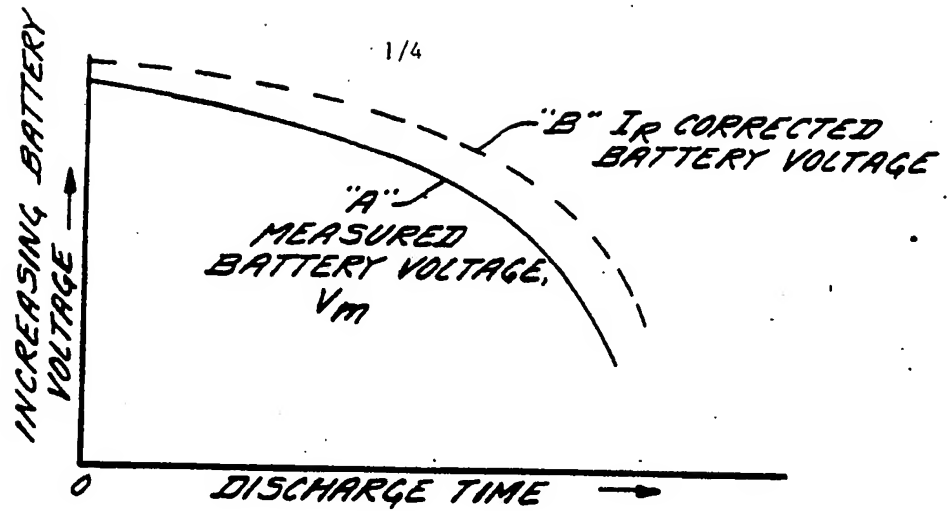 1/4
INCREASING BATTERY
VOLTAGE
"B" IR CORRECTED
BATTERY VOLTAGE
"A"
MEASURED
BATTERY VOLTAGE,
Vm
0
DISCHARGE TIME